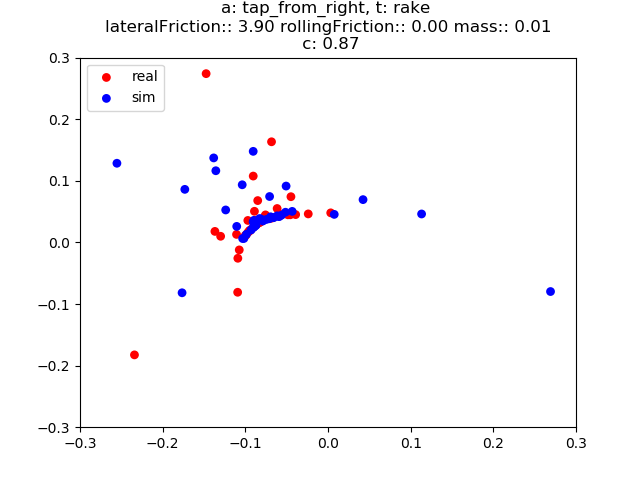 a: tap_from_right, t: rake
lateralFriction:: 3.90 rollingFriction:: 0.00 mass:: 0.01
c: 0.87
real
sim
0.3
0.2
0.1
0.0
−0.1
−0.2
−0.3
−0.3 −0.2 −0.1 0.0 0.1 0.2 0.3